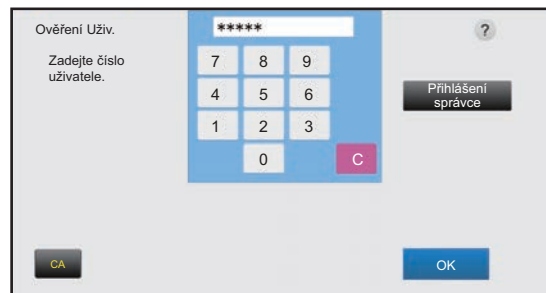 Ověření Uživ.
*****
?
Zadejte číslo
uživatele.
7 8 9
4 5 6
1 2 3
0 C
Přihlášení
správce
CA
OK